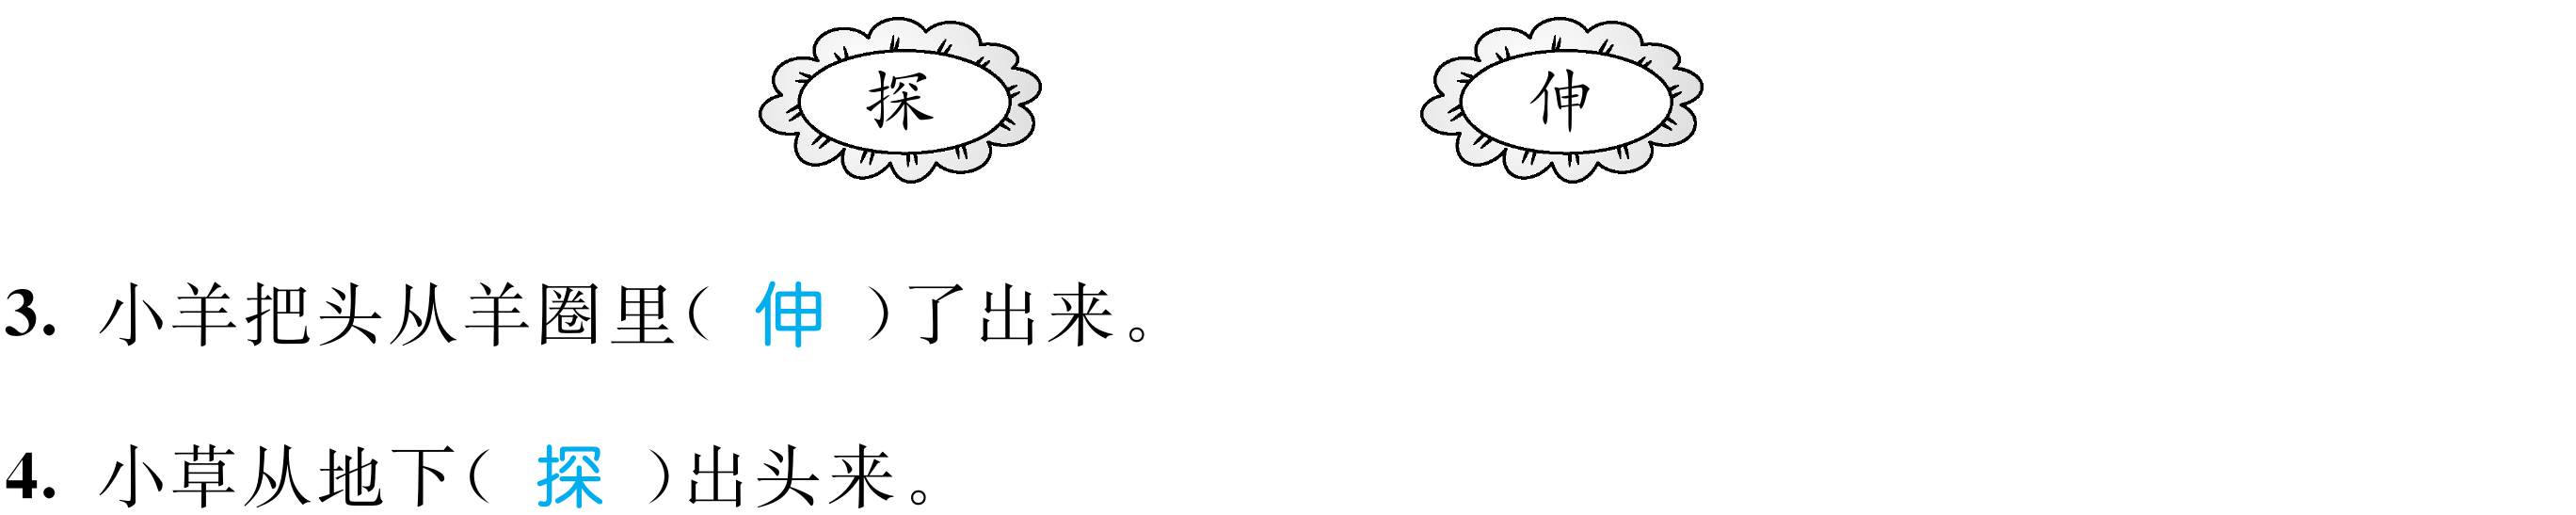 探 伸
3. 小羊把头从羊圈里( 伸 )了出来。
4. 小草从地下( 探 )出头来。